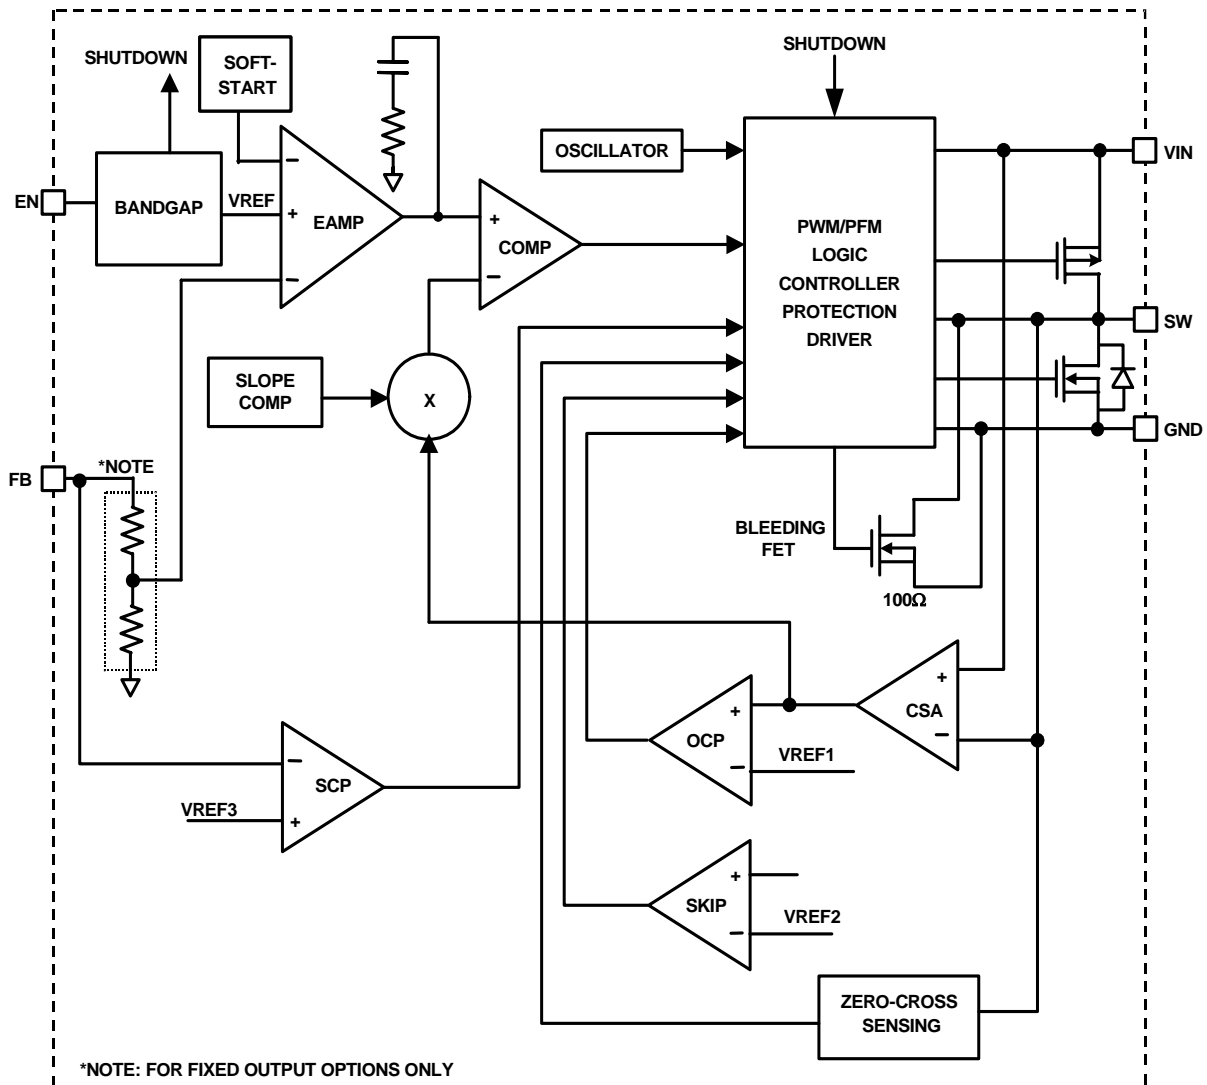 SHUTDOWN
SOFT-
START
SHUTDOWN
OSCILLATOR
VIN
EN
BANDGAP
VREF
−
+
−
EAMP
+
−
COMP
PWM/PFM
LOGIC
CONTROLLER
PROTECTION
DRIVER
SW
SLOPE
COMP
X
GND
FB
*NOTE
BLEEDING
FET
100Ω
+
−
CSA
+
−
OCP
VREF1
−
+
SCP
VREF3
+
−
SKIP
VREF2
ZERO-CROSS
SENSING
*NOTE: FOR FIXED OUTPUT OPTIONS ONLY